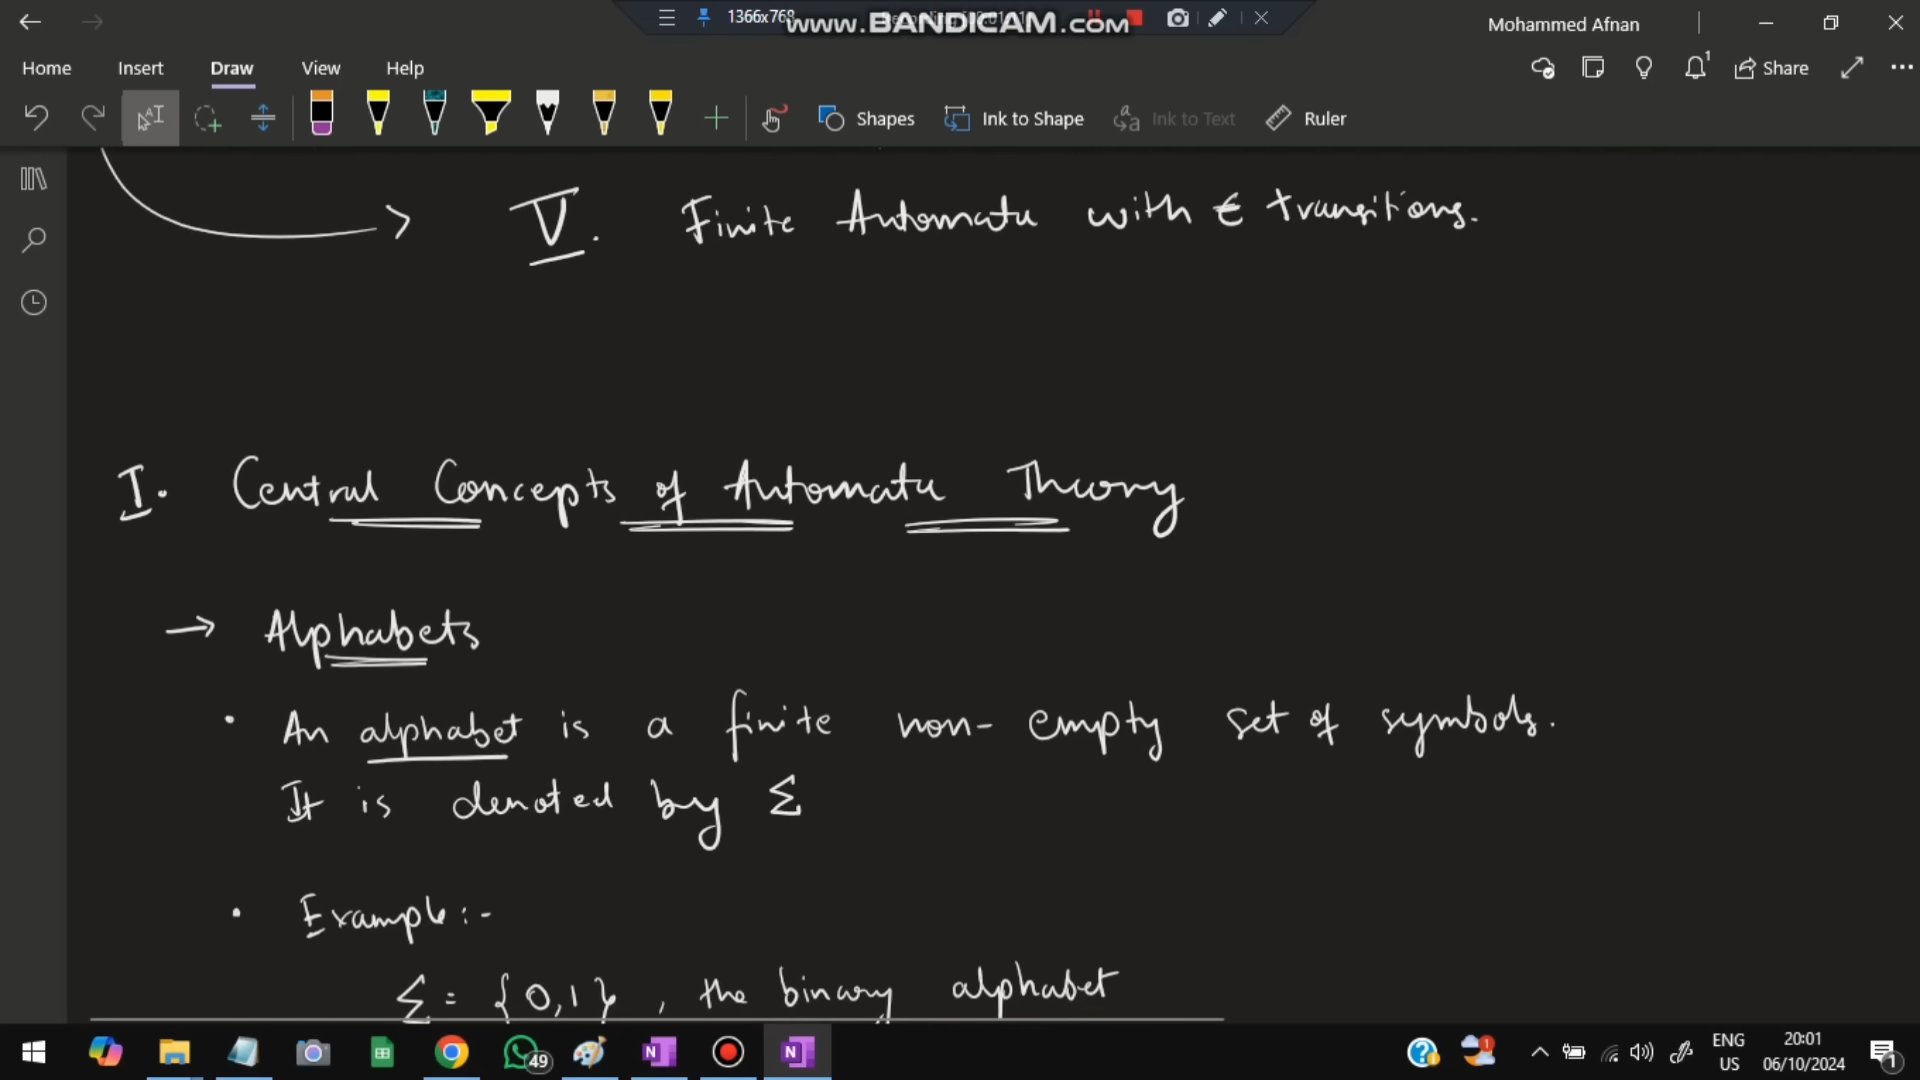 1366x768
www.BANDICAM.com
Mohammed Afnan
Home Insert Draw View Help
1
Share
Shapes
Ink to Shape
Ink to Text
Ruler
V. Finite Automata with ϵ transitions.
I. Central Concepts of Automata Theory
→ Alphabets
• An alphabet is a finite non-empty set of symbols.
It is denoted by Σ
• Example:-
Σ = {0,1}, the binary alphabet
49
1
ENG
US
20:01
06/10/2024
1